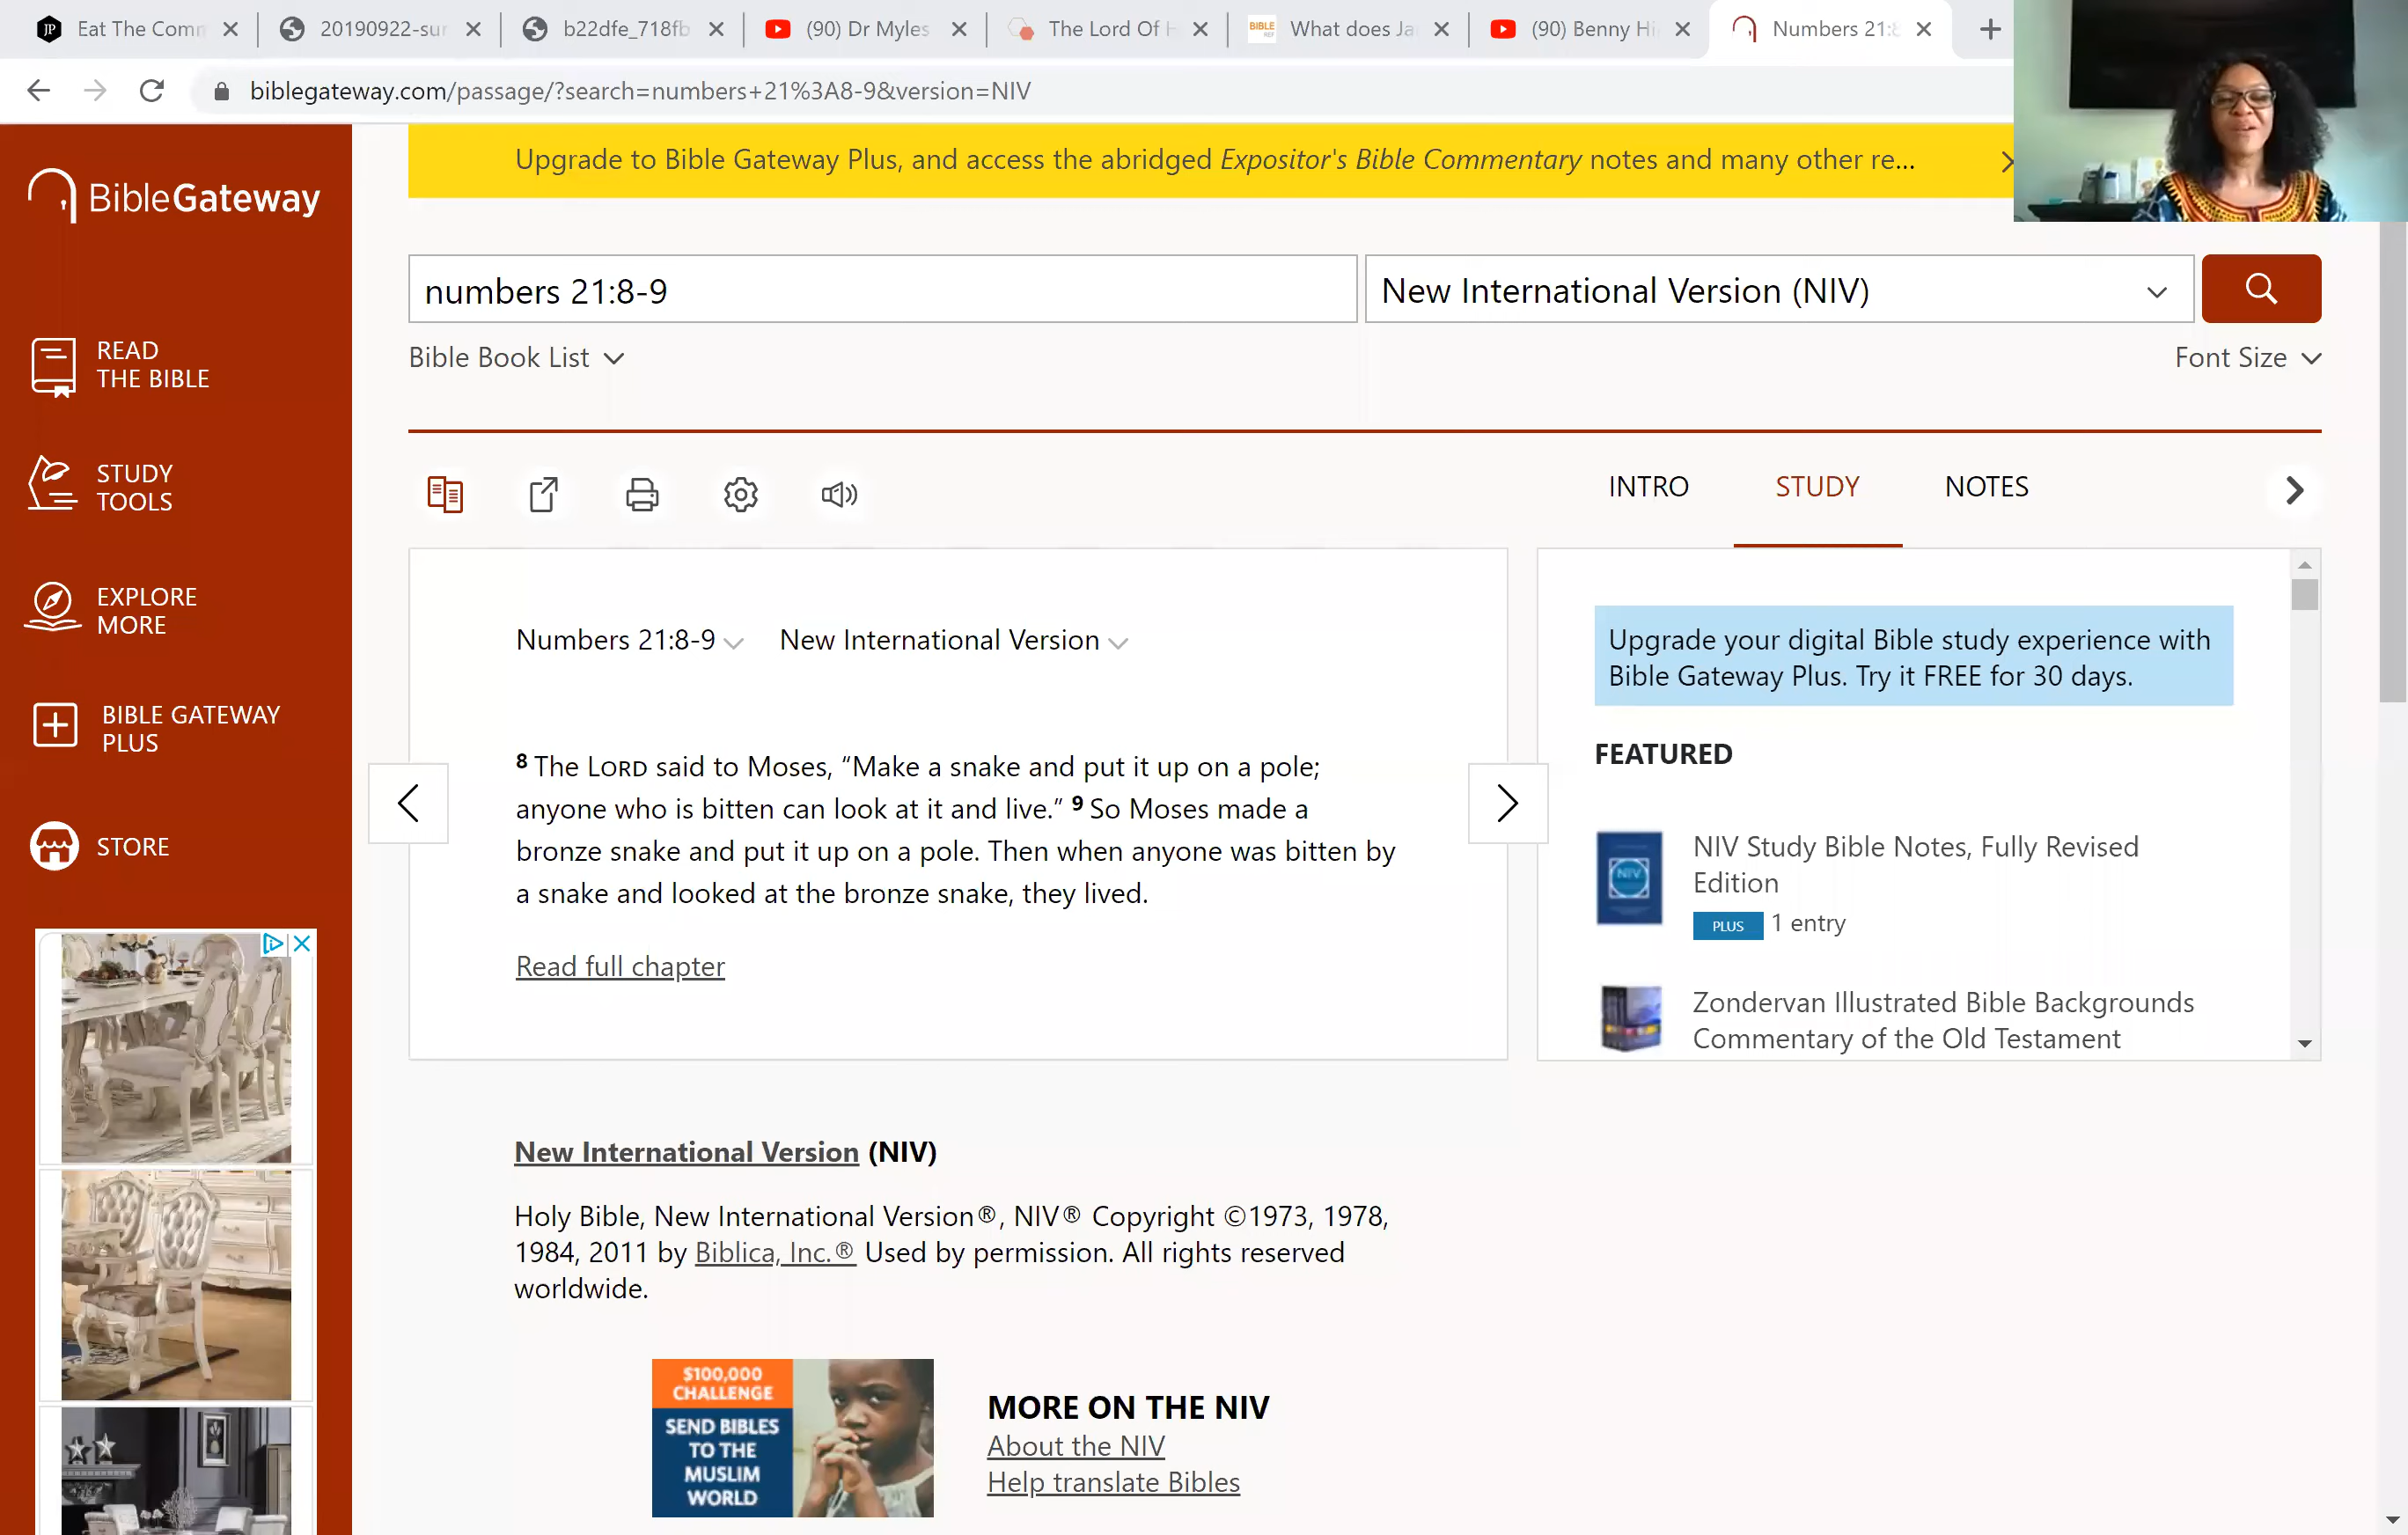 Eat The Comm
20190922-sur
b22dfe_718fb
(90) Dr Myles
The Lord Of H
BIBLE
REF
What does Ja
(90) Benny Hi
Numbers 21:8
biblegateway.com/passage/?search=numbers+21%3A8-9&version=NIV
BibleGateway
Upgrade to Bible Gateway Plus, and access the abridged Expositor's Bible Commentary notes and many other re...
numbers 21:8-9
New International Version (NIV)
Bible Book List
Font Size
READ
THE BIBLE
STUDY
TOOLS
EXPLORE
MORE
BIBLE GATEWAY
PLUS
STORE
INTRO
STUDY
NOTES
Numbers 21:8-9
New International Version
8 The LORD said to Moses, “Make a snake and put it up on a pole;
anyone who is bitten can look at it and live.” 9 So Moses made a
bronze snake and put it up on a pole. Then when anyone was bitten by
a snake and looked at the bronze snake, they lived.
Read full chapter
Upgrade your digital Bible study experience with
Bible Gateway Plus. Try it FREE for 30 days.
FEATURED
NIV
NIV Study Bible Notes, Fully Revised
Edition
PLUS 1 entry
Zondervan Illustrated Bible Backgrounds
Commentary of the Old Testament
New International Version (NIV)
Holy Bible, New International Version®, NIV® Copyright ©1973, 1978,
1984, 2011 by Biblica, Inc.® Used by permission. All rights reserved
worldwide.
$100,000
CHALLENGE
SEND BIBLES
TO THE
MUSLIM
WORLD
MORE ON THE NIV
About the NIV
Help translate Bibles